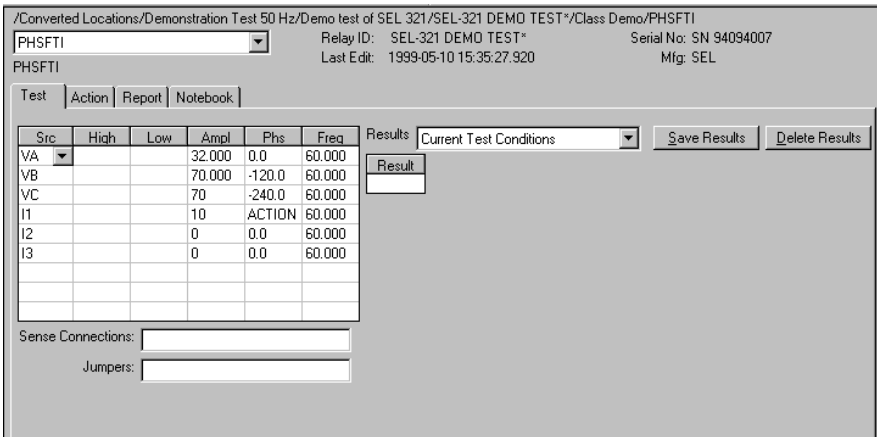 /Converted Locations/Demonstration Test 50 Hz/Demo test of SEL 321/SEL-321 DEMO TEST*/Class Demo/PHSFTI
PHSFTI Relay ID: SEL-321 DEMO TEST* Serial No: SN 94094007
PHSFTI Last Edit: 1999-05-10 15:35:27.920 Mfg: SEL
Test Action Report Notebook
Src High Low Ampl Phs Freq Results Current Test Conditions Save Results Delete Results
VA 32.000 0.0 60.000 Result
VB 70.000 -120.0 60.000
VC 70 -240.0 60.000
I1 10 ACTION 60.000
I2 0 0.0 60.000
I3 0 0.0 60.000
Sense Connections:
Jumpers: